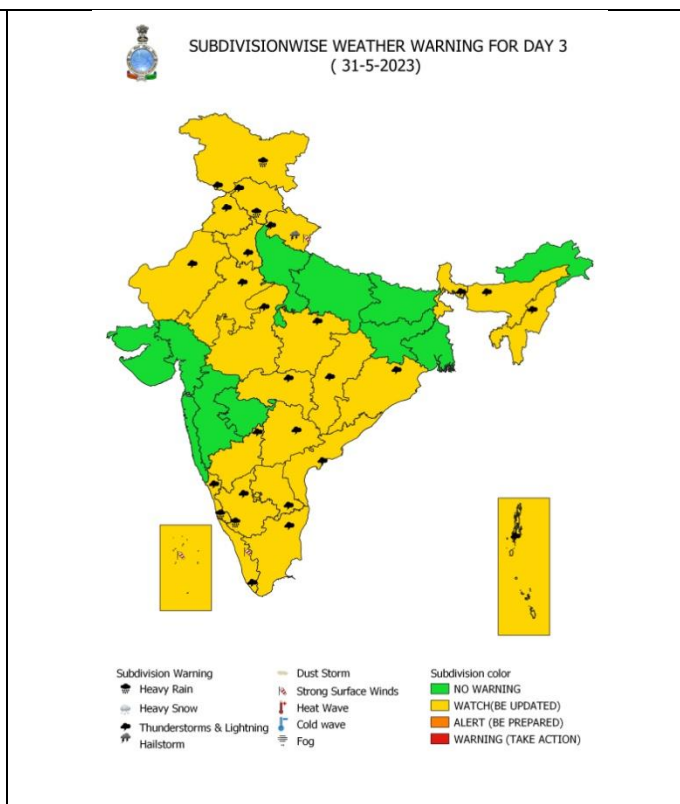 SUBDIVISIONWISE WEATHER WARNING FOR DAY 3
( 31-5-2023)
Subdivision Warning
Heavy Rain
Heavy Snow
Thunderstorms & Lightning
Hailstorm
Dust Storm
Strong Surface Winds
Heat Wave
Cold wave
Fog
Subdivision color
NO WARNING
WATCH(BE UPDATED)
ALERT (BE PREPARED)
WARNING (TAKE ACTION)